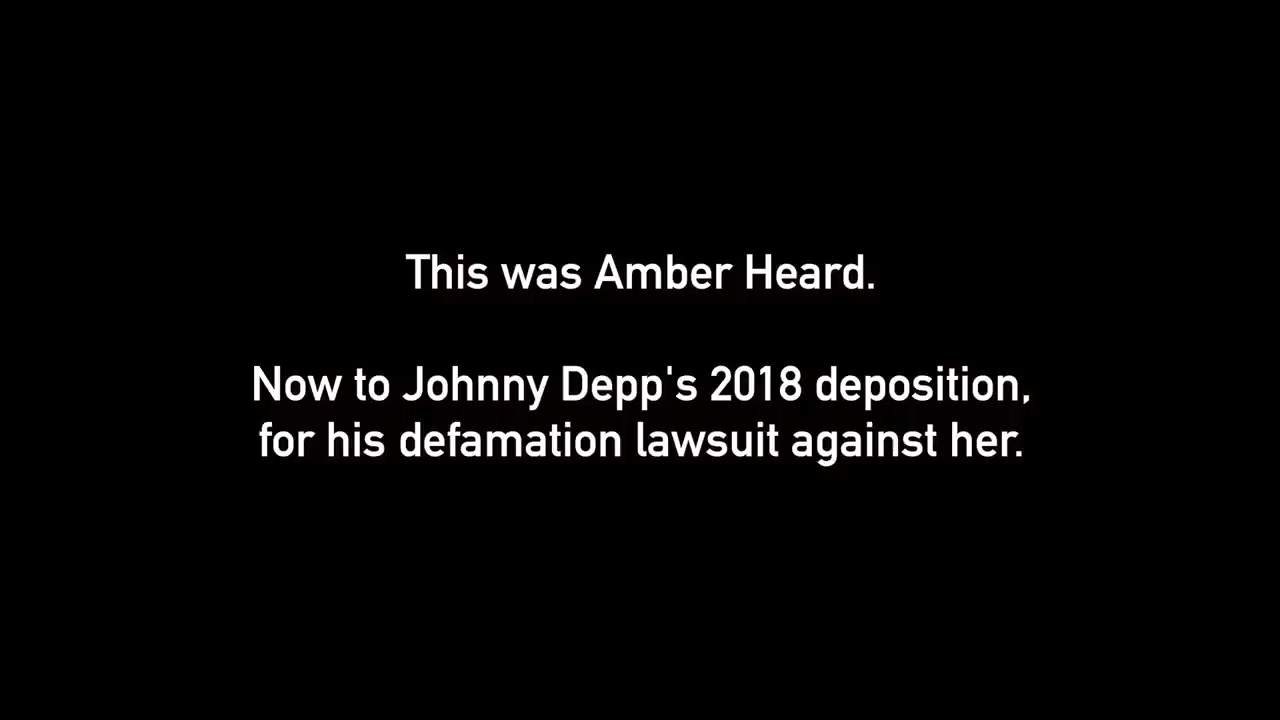 This was Amber Heard.
Now to Johnny Depp's 2018 deposition,
for his defamation lawsuit against her.